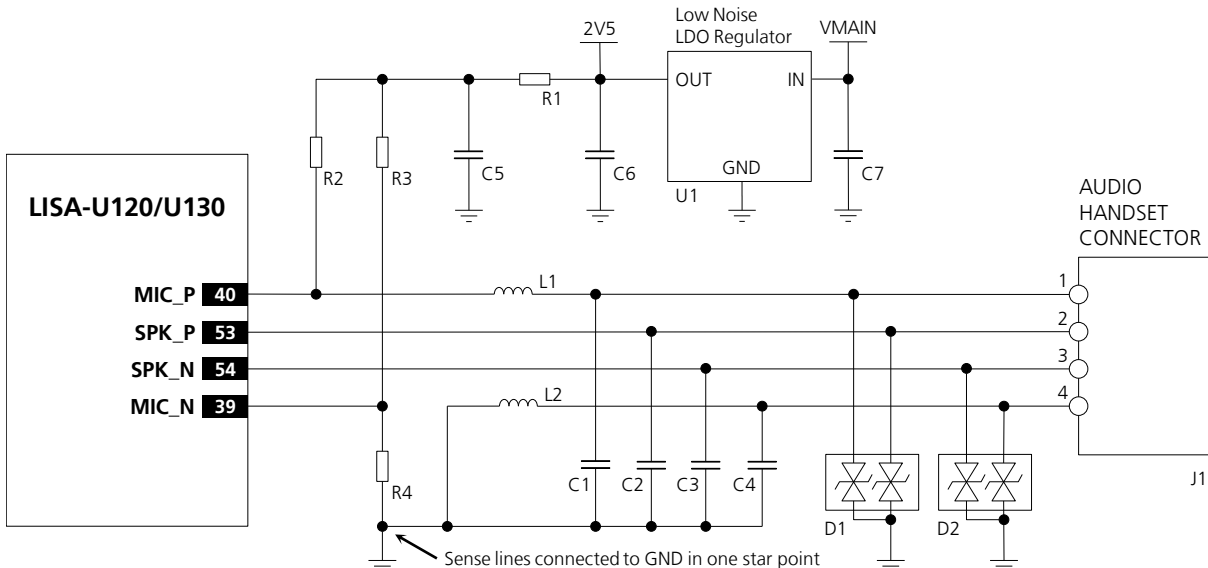 Low Noise
LDO Regulator
2V5
VMAIN
OUT
IN
R1
GND
U1
C5
C6
C7
R2
R3
LISA-U120/U130
AUDIO
HANDSET
CONNECTOR
MIC_P 40
L1
1
SPK_P 53
2
SPK_N 54
3
MIC_N 39
L2
4
R4
C1
C2
C3
C4
D1
D2
J1
Sense lines connected to GND in one star point